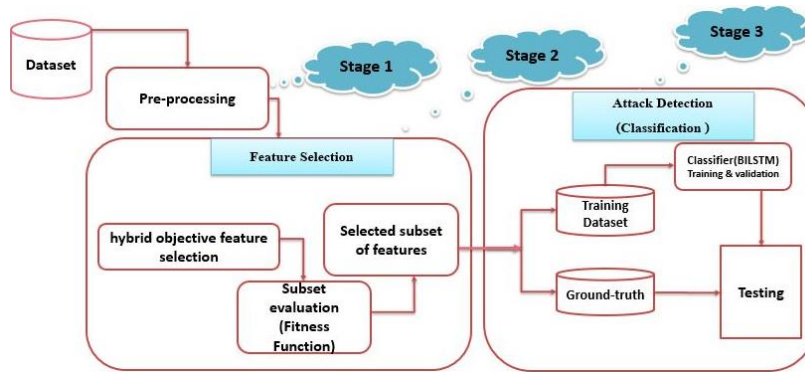 Dataset
Pre-processing
Stage 1
Stage 2
Stage 3
Feature Selection
hybrid objective feature
selection
Subset
evaluation
(Fitness
Function)
Selected subset
of features
Attack Detection
(Classification )
Classifier(BILSTM)
Training & validation
Training
Dataset
Ground-truth
Testing